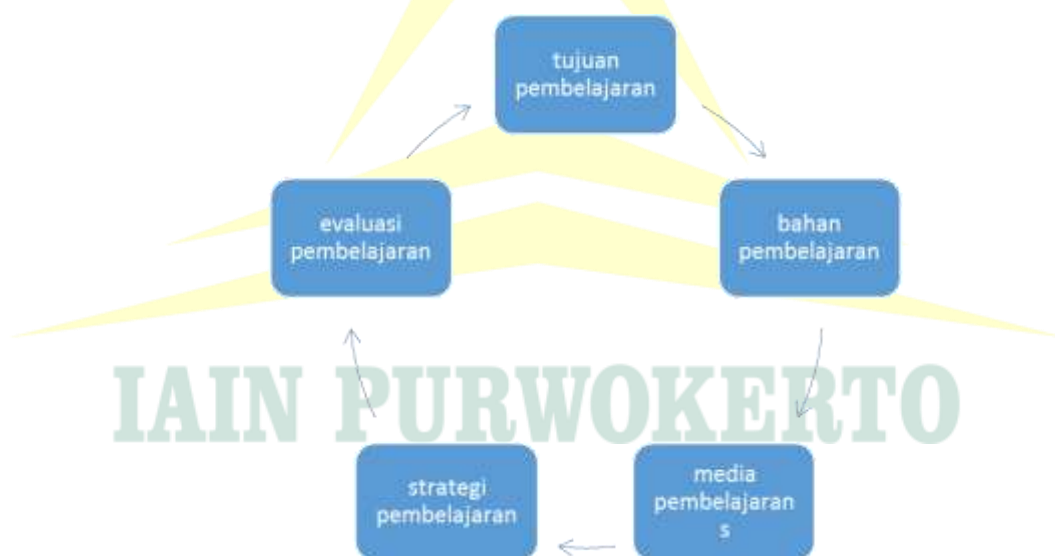 tujuan
pembelajaran
evaluasi
pembelajaran
bahan
pembelajaran
IAIN PURWOKERTO
strategi
pembelajaran
media
pembelajaran
s